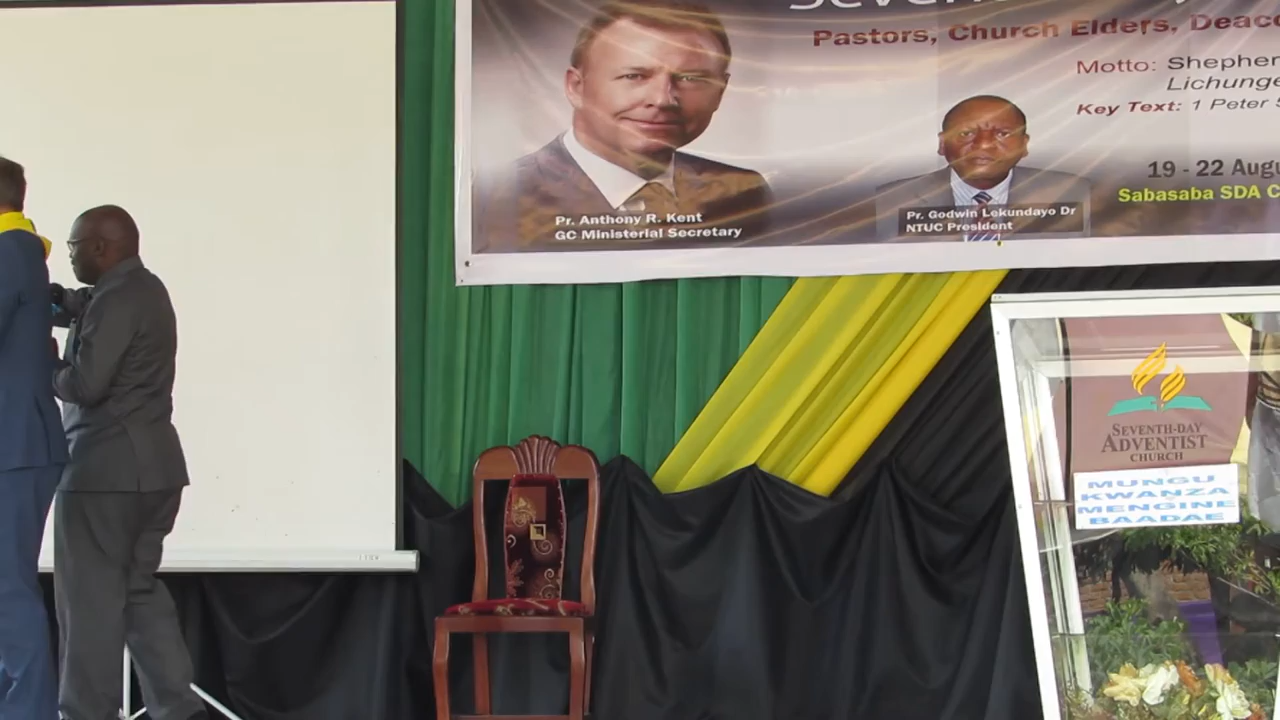 Pastors, Church Elders, Deac
Motto: Shepher
Lichunge
Key Text: 1 Peter
19 - 22 Augu
Sabasaba SDA C
Pr. Anthony R. Kent
GC Ministerial Secretary
Pr. Godwin Lekundayo Dr
NTUC President
SEVENTH-DAY
ADVENTIST
CHURCH
MUNGU
KWANZA
MENGINE
BAADAE